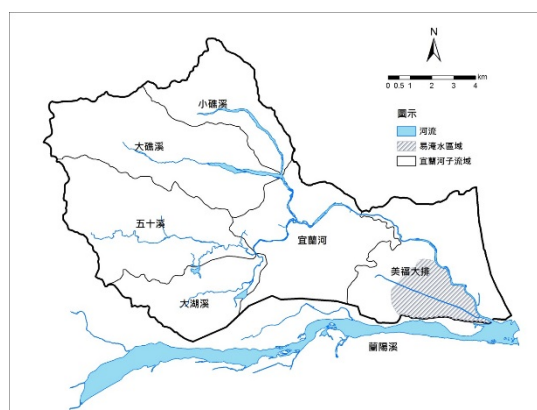 N
km
0 0.5 1 2 3 4
圖示
河流
易淹水區域
宜蘭河子流域
小礁溪
大礁溪
五十溪
宜蘭河
美福大排
大湖溪
蘭陽溪